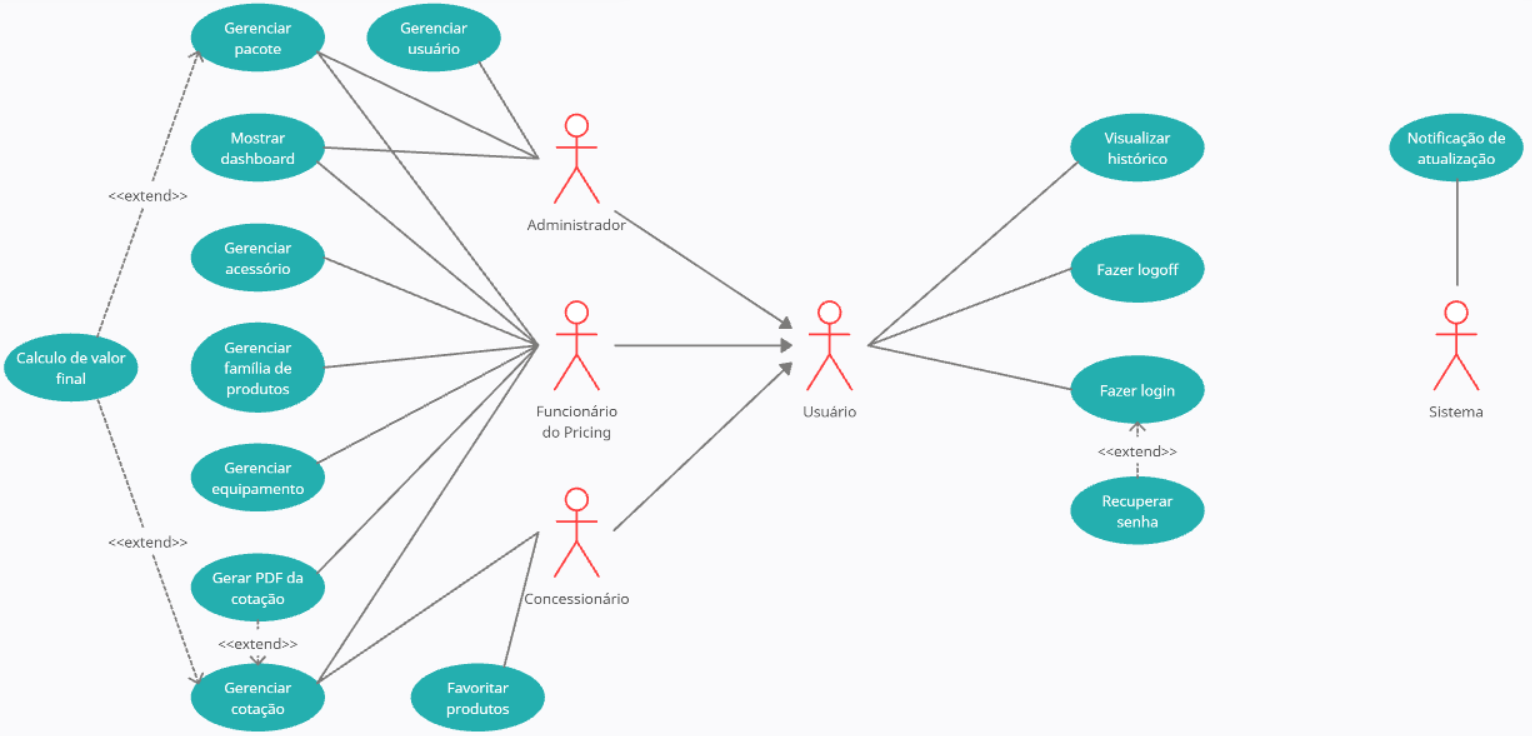 Gerenciar
pacote
Gerenciar
usuário
Mostrar
dashboard
Visualizar
histórico
Notificação de
atualização
<<extend>>
Administrador
Gerenciar
acessório
Fazer logoff
Calculo de valor
final
Gerenciar
família de
produtos
Funcionário
do Pricing
Usuário
Fazer login
Sistema
<<extend>>
Gerenciar
equipamento
Recuperar
senha
<<extend>>
Gerar PDF da
cotação
Concessionário
<<extend>>
Gerenciar
cotação
Favoritar
produtos